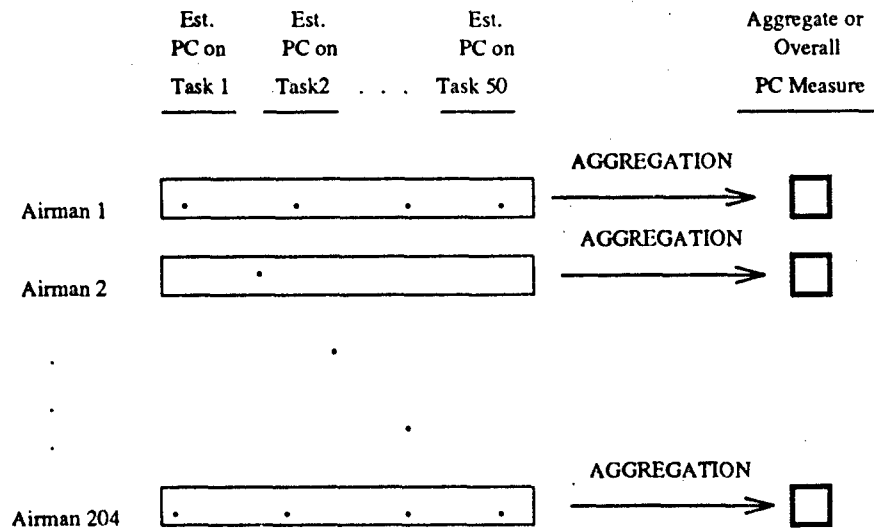 Est. Est. Est. Aggregate or
PC on PC on PC on Overall
Task 1 Task2 . . . Task 50 PC Measure
AGGREGATION
Airman 1
AGGREGATION
Airman 2
.
.
.
AGGREGATION
Airman 204